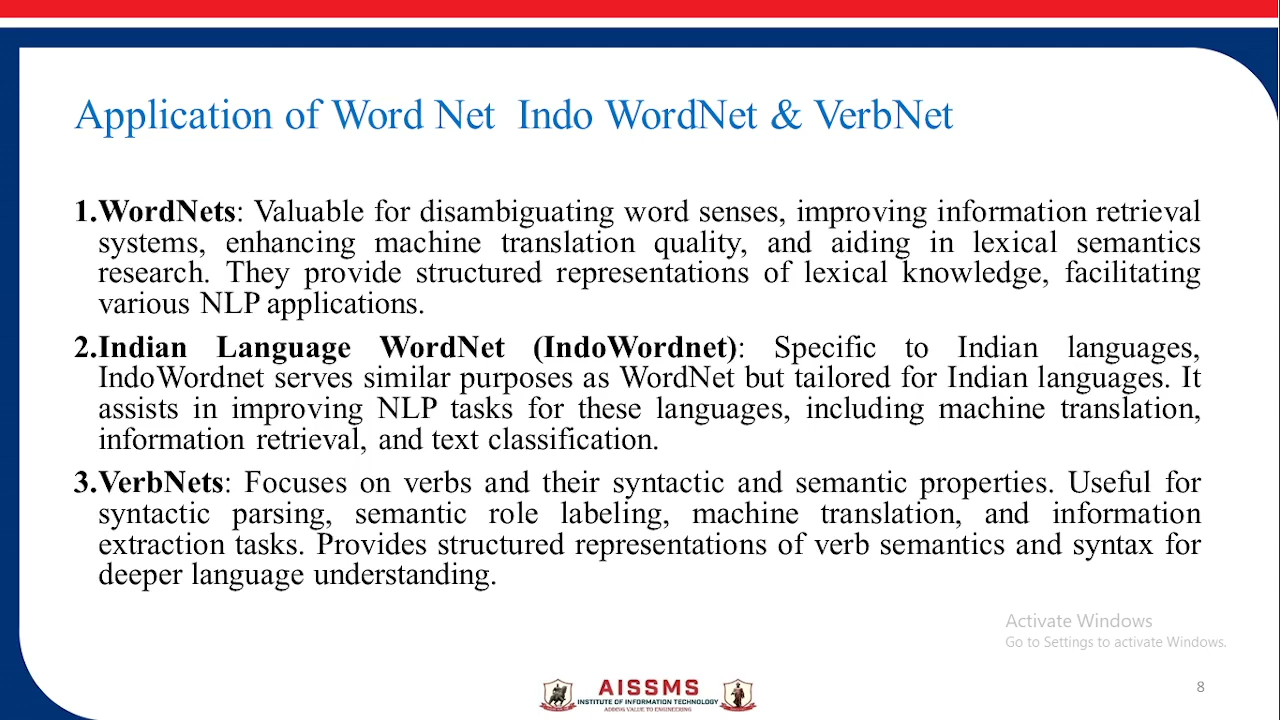 Application of Word Net  Indo WordNet & VerbNet
1.WordNets: Valuable for disambiguating word senses, improving information retrieval
systems, enhancing machine translation quality, and aiding in lexical semantics
research. They provide structured representations of lexical knowledge, facilitating
various NLP applications.
2.Indian Language WordNet (IndoWordnet): Specific to Indian languages,
IndoWordnet serves similar purposes as WordNet but tailored for Indian languages. It
assists in improving NLP tasks for these languages, including machine translation,
information retrieval, and text classification.
3.VerbNets: Focuses on verbs and their syntactic and semantic properties. Useful for
syntactic parsing, semantic role labeling, machine translation, and information
extraction tasks. Provides structured representations of verb semantics and syntax for
deeper language understanding.
Activate Windows
Go to Settings to activate Windows.
AISSMS
INSTITUTE OF INFORMATION TECHNOLOGY
ADDING VALUE TO ENGINEERING
8